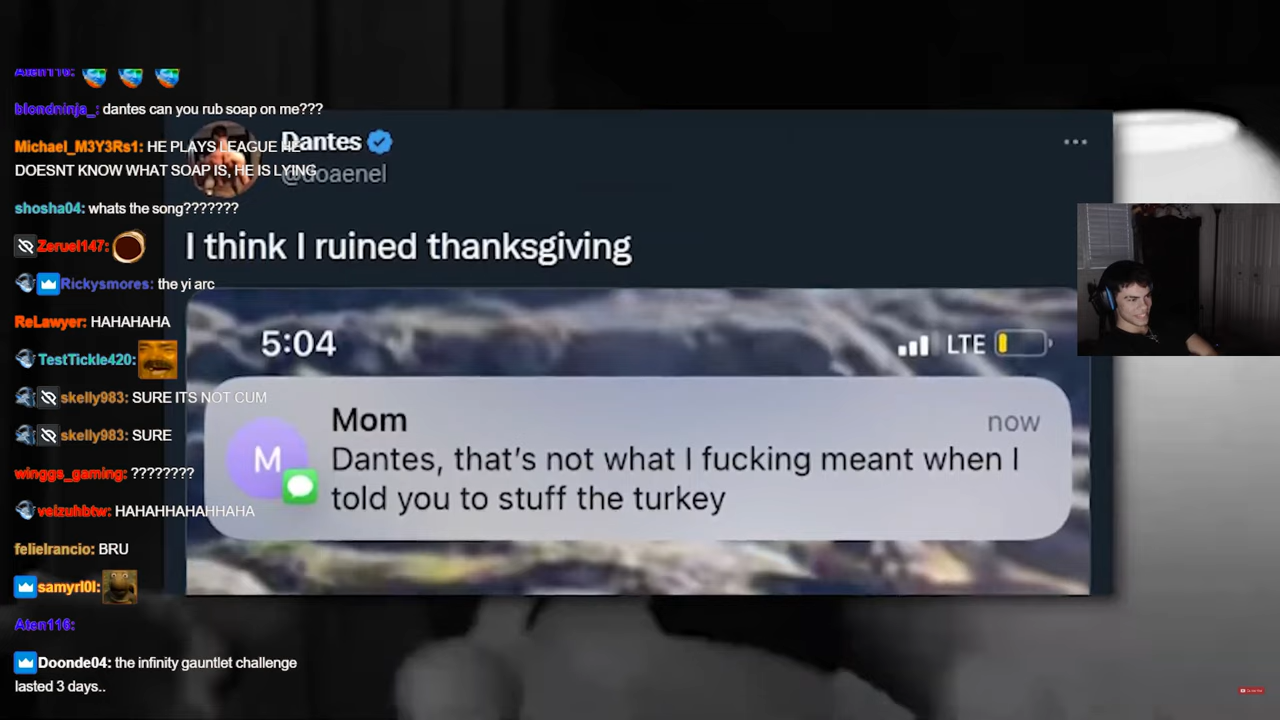 Aten116:
blondninja_: dantes can you rub soap on me???
Michael_M3Y3Rs1: HE PLAYS LEAGUE HE
DOESNT KNOW WHAT SOAP IS, HE IS LYING
shosha04: whats the song???????
Zeruel147:
Rickysmores: the yi arc
ReLawyer: HAHAHAHA
TestTickle420:
skelly983: SURE ITS NOT CUM
skelly983: SURE
winggs_gaming: ????????
velzuhbtw: HAHAHHAHAHHAHA
felielrancio: BRU
samyrl0l:
Aten116:
Doonde04: the infinity gauntlet challenge
lasted 3 days..
Dantes
@doaenel
I think I ruined thanksgiving
5:04
LTE
M
Mom
now
Dantes, that's not what I fucking meant when I
told you to stuff the turkey